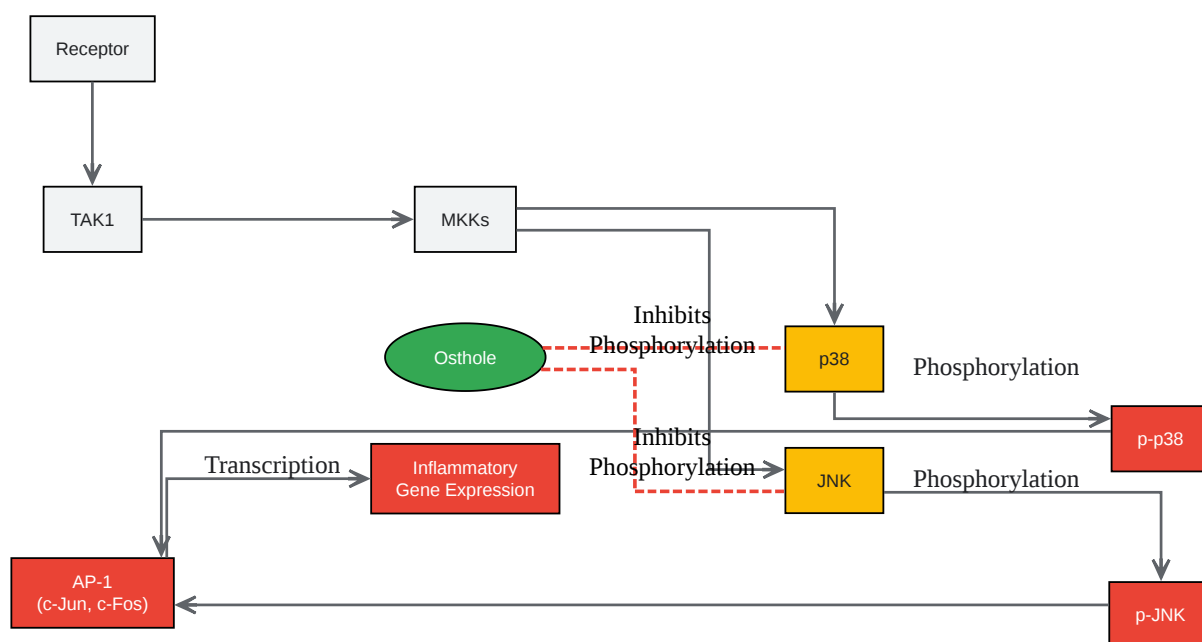 Receptor
TAK1
MKKs
Inhibits
Phosphorylation
Osthole
p38
Phosphorylation
p-p38
Inhibits
Phosphorylation
Transcription
Inflammatory
Gene Expression
JNK
Phosphorylation
AP-1
(c-Jun, c-Fos)
p-JNK